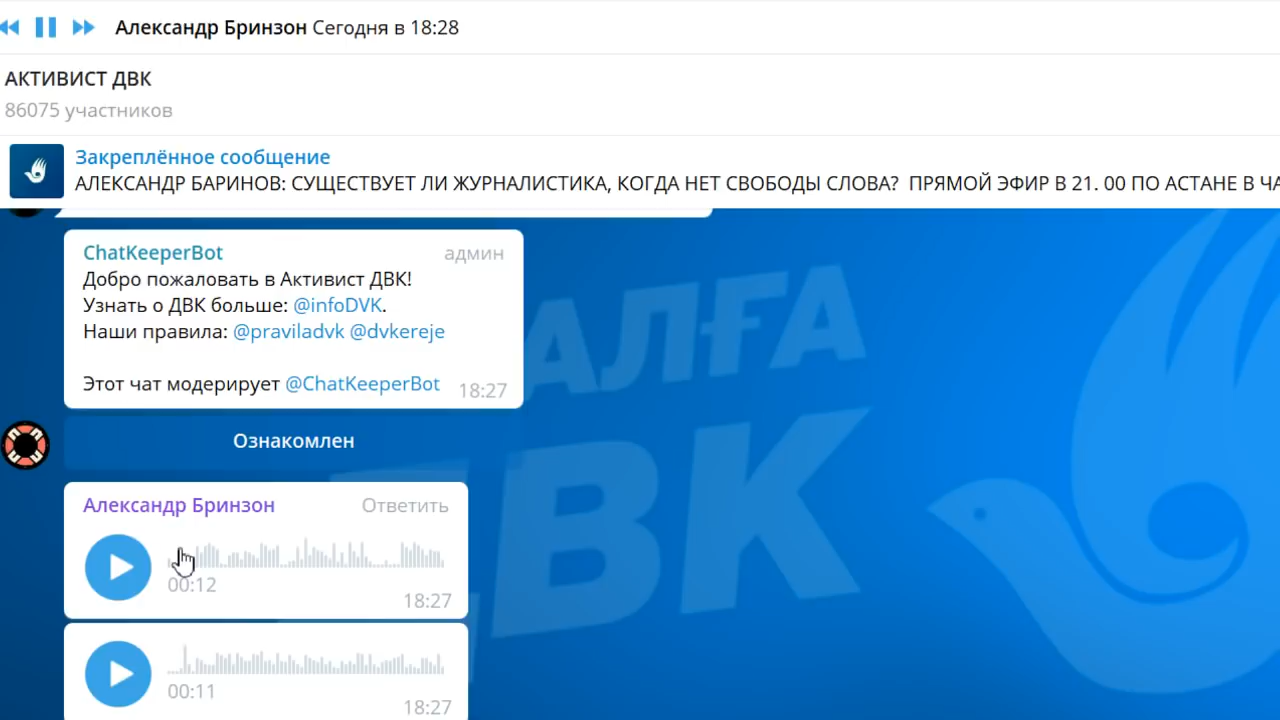 Александр Бринзон Сегодня в 18:28
АКТИВИСТ ДВК
86075 участников
Закреплённое сообщение
АЛЕКСАНДР БАРИНОВ: СУЩЕСТВУЕТ ЛИ ЖУРНАЛИСТИКА, КОГДА НЕТ СВОБОДЫ СЛОВА? ПРЯМОЙ ЭФИР В 21. 00 ПО АСТАНЕ В ЧА
ChatKeeperBot админ
Добро пожаловать в Активист ДВК!
Узнать о ДВК больше: @infoDVK.
Наши правила: @praviladvk @dvkereje
Этот чат модерирует @ChatKeeperBot 18:27
Ознакомлен
Александр Бринзон Ответить
00:12
18:27
00:11
18:27
АЛҒА
ДВК